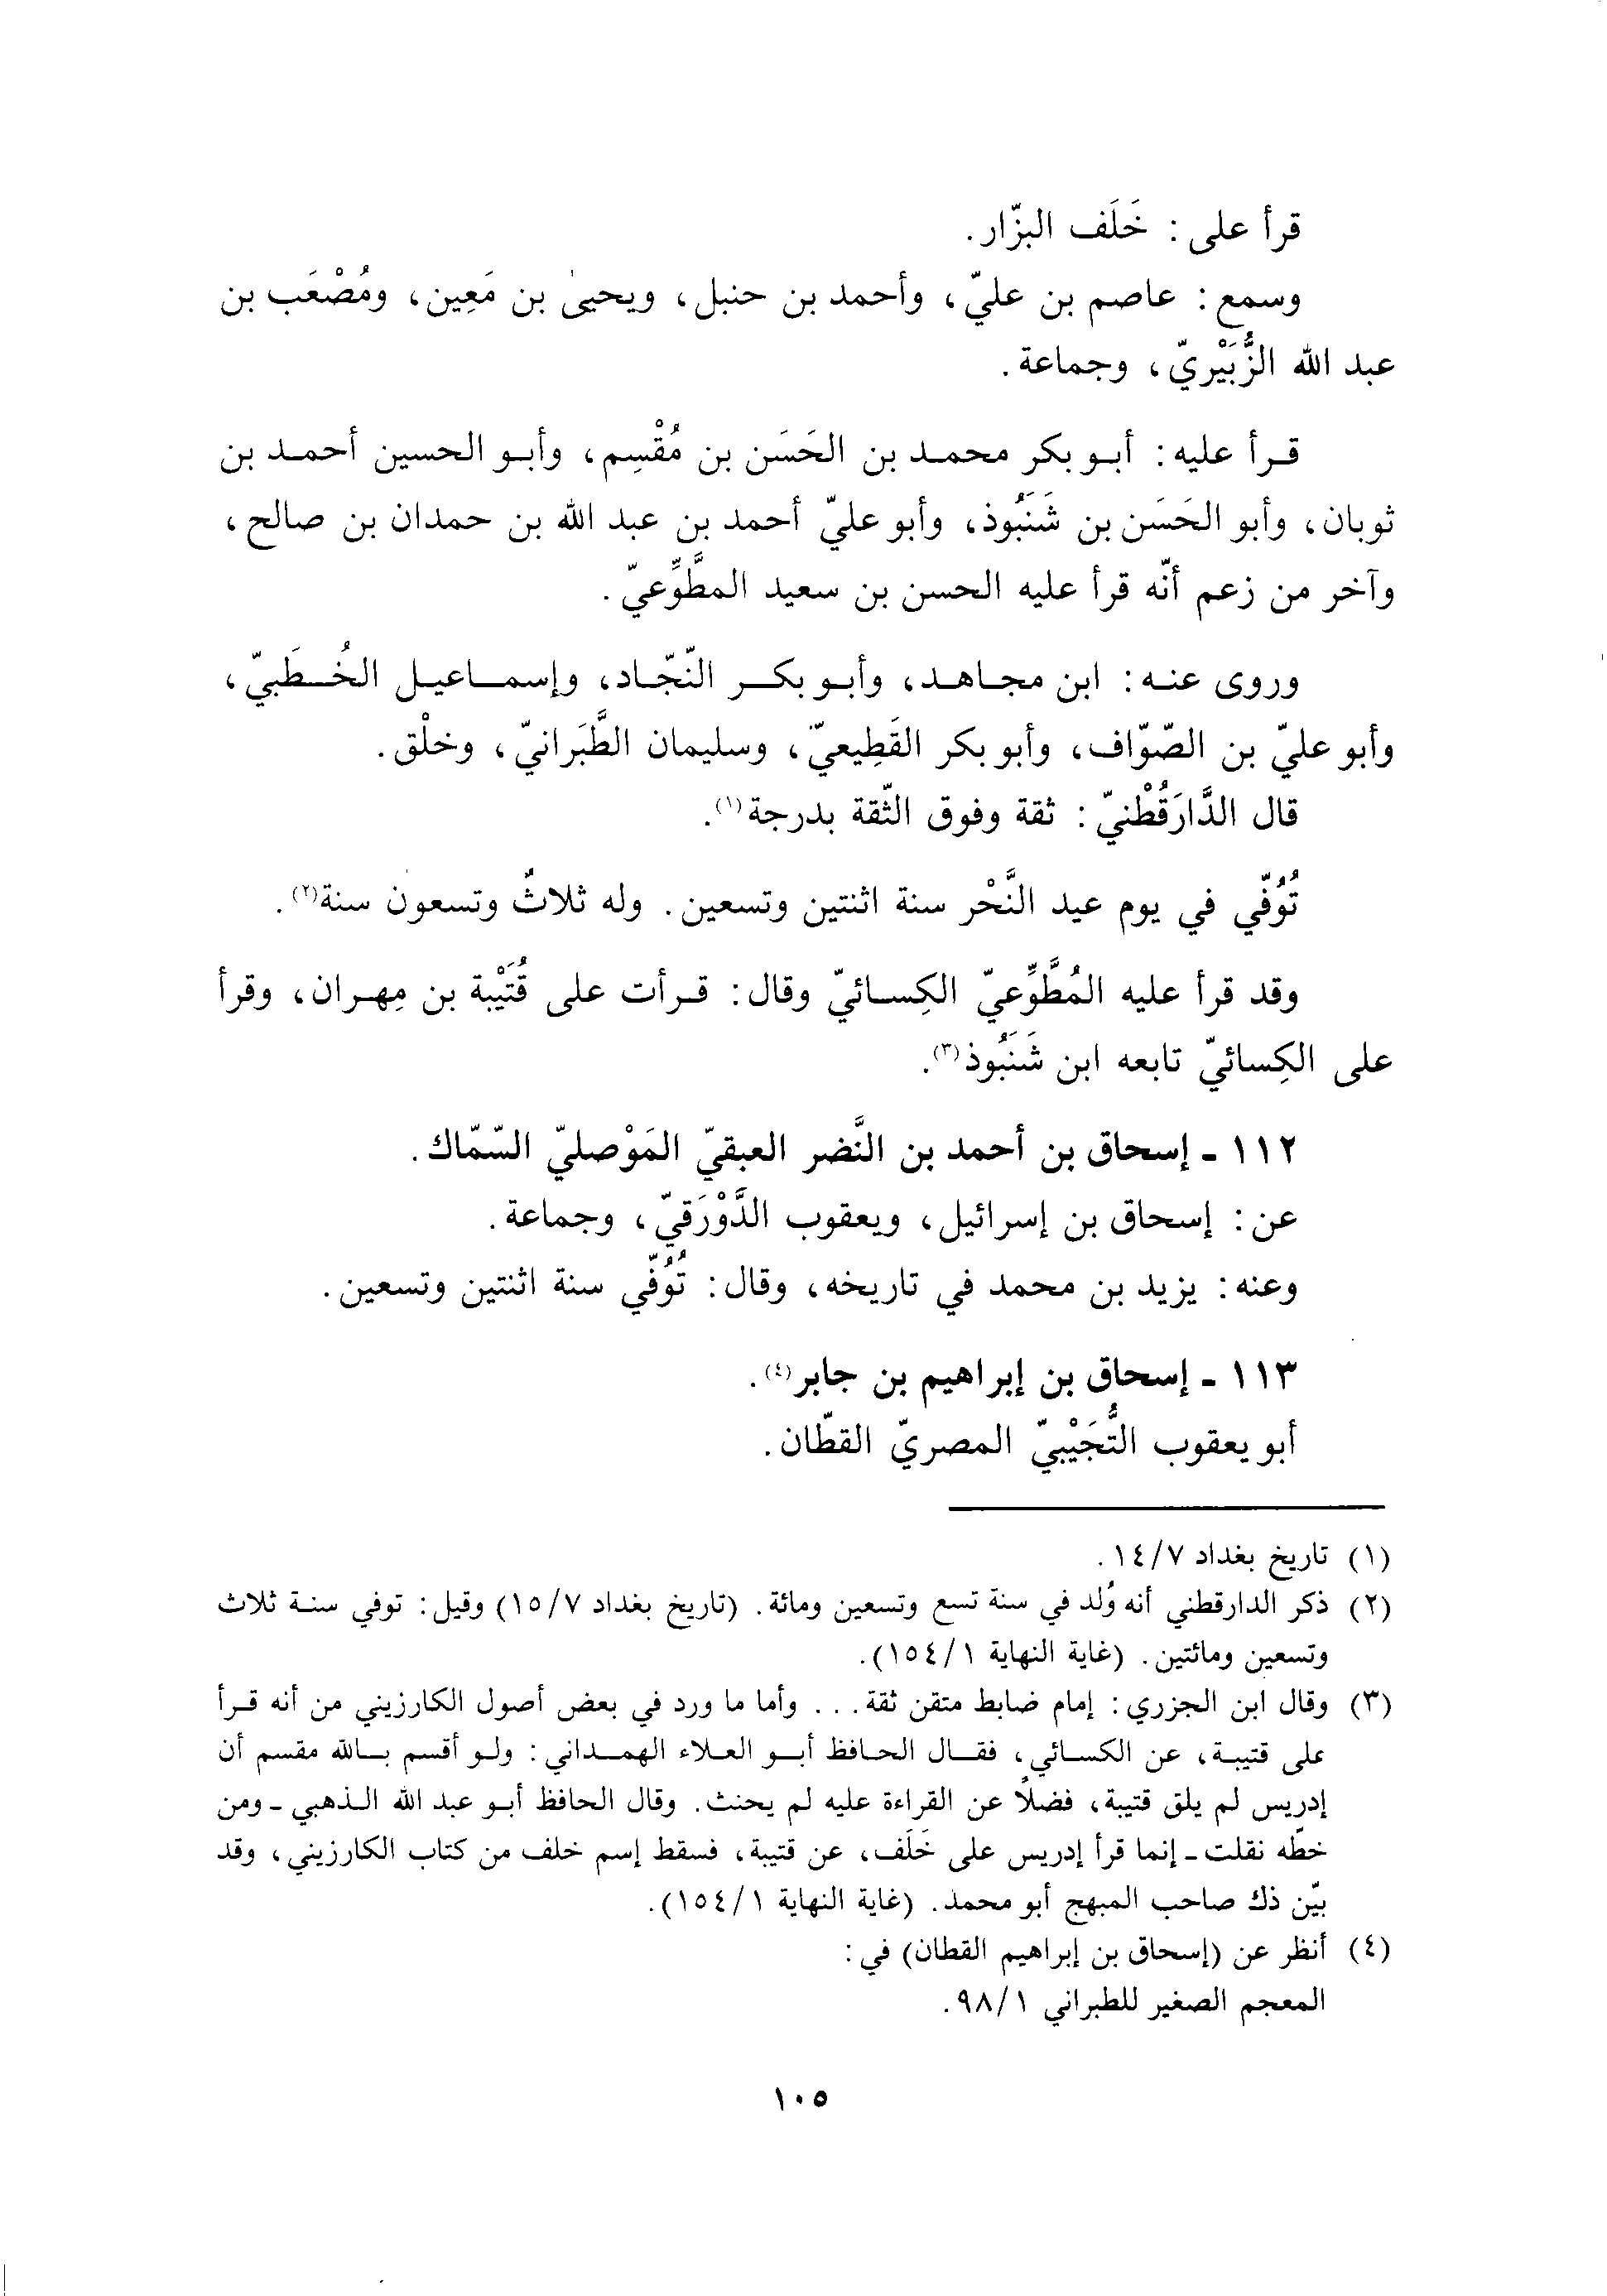 قرأ على : خَلَف البزّار.
وسمع : عاصم بن عليّ، وأحمد بن حنبل، ويحيىٰ بن مَعِين، ومُصْعَب بن
عبد الله الزُّبَيْريّ، وجماعة.
قرأ عليه : أبو بكر محمد بن الحَسَن بن مُقْسِم، وأبو الحسين أحمد بن
ثوبان، وأبو الحَسَن بن شَنَبُوذ، وأبو عليّ أحمد بن عبد الله بن حمدان بن صالح،
وآخر من زعم أنّه قرأ عليه الحسن بن سعيد المطَّوِّعيّ.
وروى عنه : ابن مجاهد، وأبو بكر النّجّاد، وإسماعيل الخُطَبيّ،
وأبو عليّ بن الصّوّاف، وأبو بكر القَطِيعيّ، وسليمان الطَّبَرانيّ، وخلْق.
قال الدَّارَقُطْنيّ : ثقة وفوق الثّقة بدرجة(١).
تُوُفّي في يوم عيد النَّحْر سنة اثنتين وتسعين. وله ثلاثٌ وتسعون سنة(٢).
وقد قرأ عليه المُطَّوِّعيّ الكِسائيّ وقال : قرأت على قُتَيْبة بن مِهران، وقرأ
على الكِسائيّ تابعه ابن شَنَبُوذ(٣).
١١٢ - إسحاق بن أحمد بن النَّضر العبقيّ المَوْصليّ السّمّاك.
عن : إسحاق بن إسرائيل، ويعقوب الدَّوْرَقيّ، وجماعة.
وعنه : يزيد بن محمد في تاريخه، وقال : تُوُفّي سنة اثنتين وتسعين.
١١٣ - إسحاق بن إبراهيم بن جابر(٤).
أبو يعقوب التُّجَيْبيّ المصريّ القطّان.
(١) تاريخ بغداد ١٤/٧.
(٢) ذكر الدارقطني أنه وُلد في سنة تسع وتسعين ومائة. (تاريخ بغداد ١٥/٧) وقيل : توفي سنة ثلاث
وتسعين ومائتين. (غاية النهاية ١٥٤/١).
(٣) وقال ابن الجزري : إمام ضابط متقن ثقة... وأما ما ورد في بعض أصول الكارزيني من أنه قرأ
على قتيبة، عن الكسائي، فقال الحافظ أبو العلاء الهمداني : ولو أقسم بالله مقسم أن
إدريس لم يلق قتيبة، فضلاً عن القراءة عليه لم يحنث. وقال الحافظ أبو عبد الله الذهبي - ومن
خطّه نقلت - إنما قرأ إدريس على خَلَف، عن قتيبة، فسقط إسم خلف من كتاب الكارزيني، وقد
بيّن ذك صاحب المبهج أبو محمد. (غاية النهاية ١٥٤/١).
(٤) أنظر عن (إسحاق بن إبراهيم القطان) في :
المعجم الصغير للطبراني ٩٨/١.
١٠٥